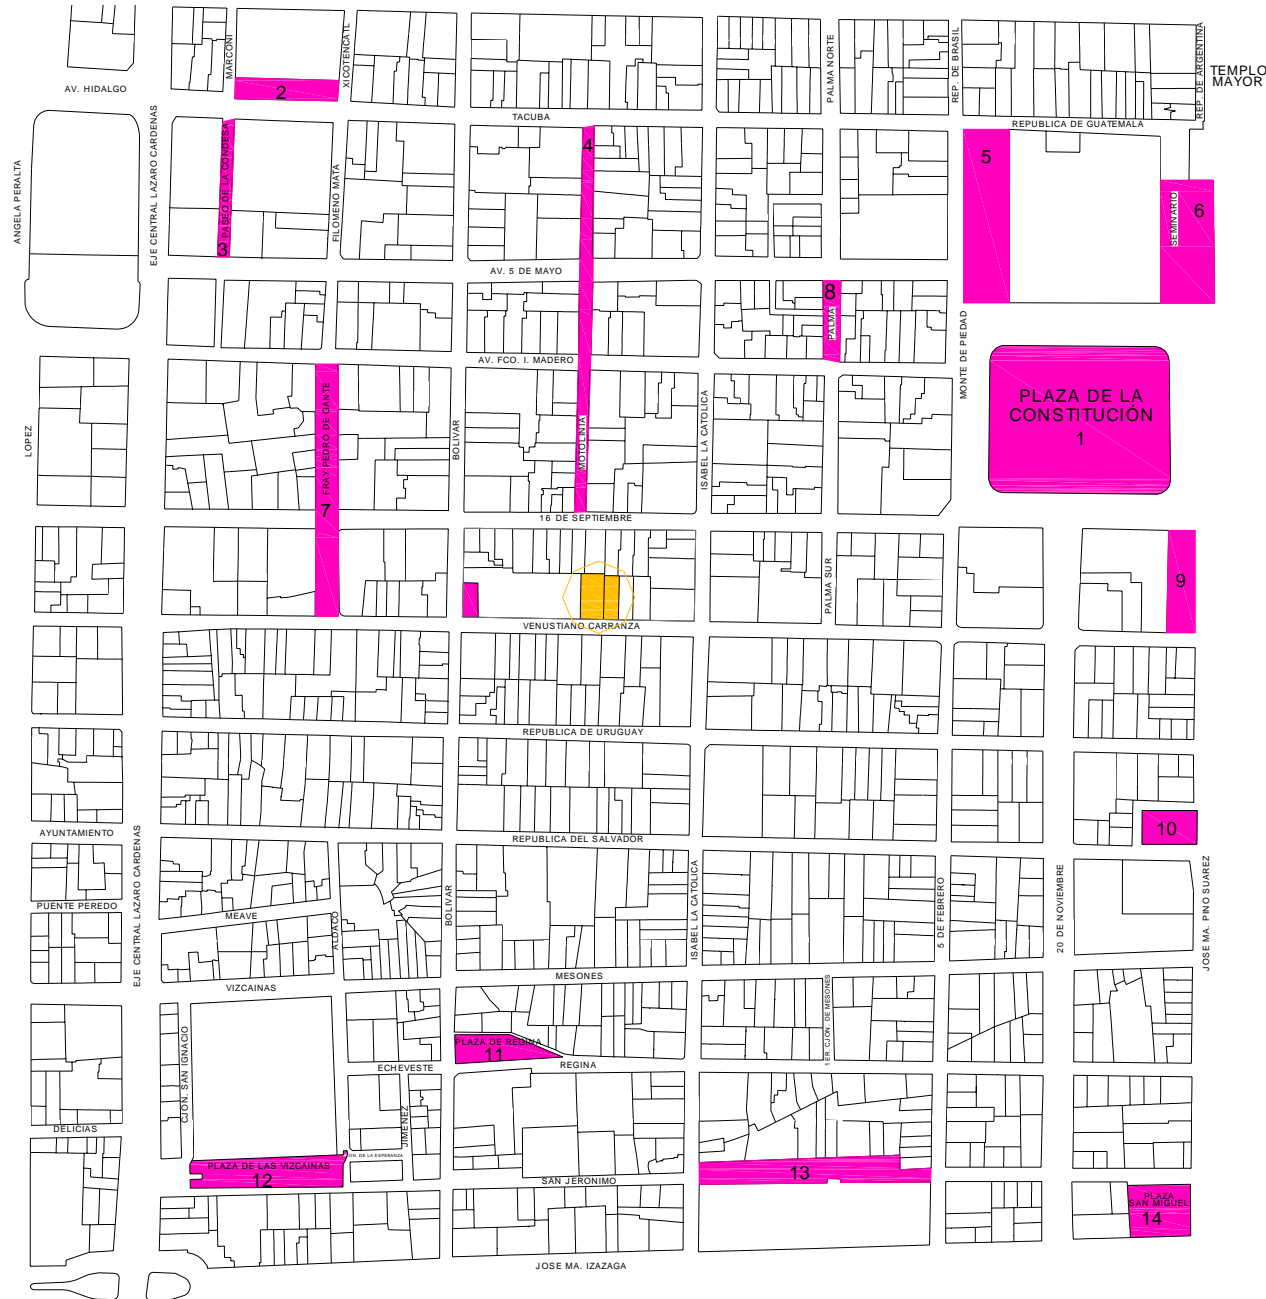 MARCONI
XICOTENCATL
PALMA NORTE
REP. DE BRASIL
REP. DE ARGENTINA
TEMPLO
MAYOR
AV. HIDALGO
2
TACUBA
REPUBLICA DE GUATEMALA
ANGELA PERALTA
EJE CENTRAL LAZARO CARDENAS
PASEO DE LA CONDESA
3
FILOMENO MATA
4
5
SEMINARIO
6
AV. 5 DE MAYO
8
PALMA
AV. FCO. I. MADERO
MONTE DE PIEDAD
PLAZA DE LA
CONSTITUCIÓN
1
LOPEZ
FRAY PEDRO DE GANTE
7
BOLIVAR
MOTOLINIA
ISABEL LA CATOLICA
16 DE SEPTIEMBRE
PALMA SUR
9
VENUSTIANO CARRANZA
REPUBLICA DE URUGUAY
AYUNTAMIENTO
REPUBLICA DEL SALVADOR
10
EJE CENTRAL LAZARO CARDENAS
PUENTE PEREDO
MEAVE
ALDACO
BOLIVAR
ISABEL LA CATOLICA
5 DE FEBRERO
20 DE NOVIEMBRE
JOSE MA. PINO SUAREZ
VIZCAINAS
MESONES
CJON. SAN IGNACIO
PLAZA DE REGINA
11
1ER. CJON. DE MESONES
ECHEVESTE
REGINA
DELICIAS
JIMENEZ
CJON. DE LA ESPERANZA
PLAZA DE LAS VIZCAINAS
12
SAN JERONIMO
13
PLAZA
SAN MIGUEL
14
JOSE MA. IZAZAGA